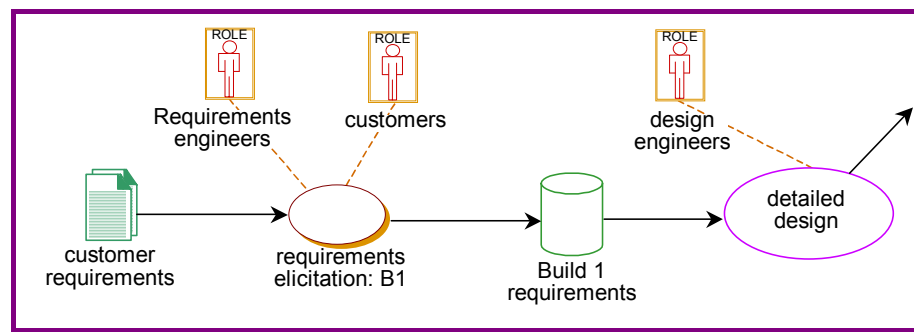 ROLE
Requirements
engineers
ROLE
customers
ROLE
design
engineers
customer
requirements
requirements
elicitation: B1
Build 1
requirements
detailed
design